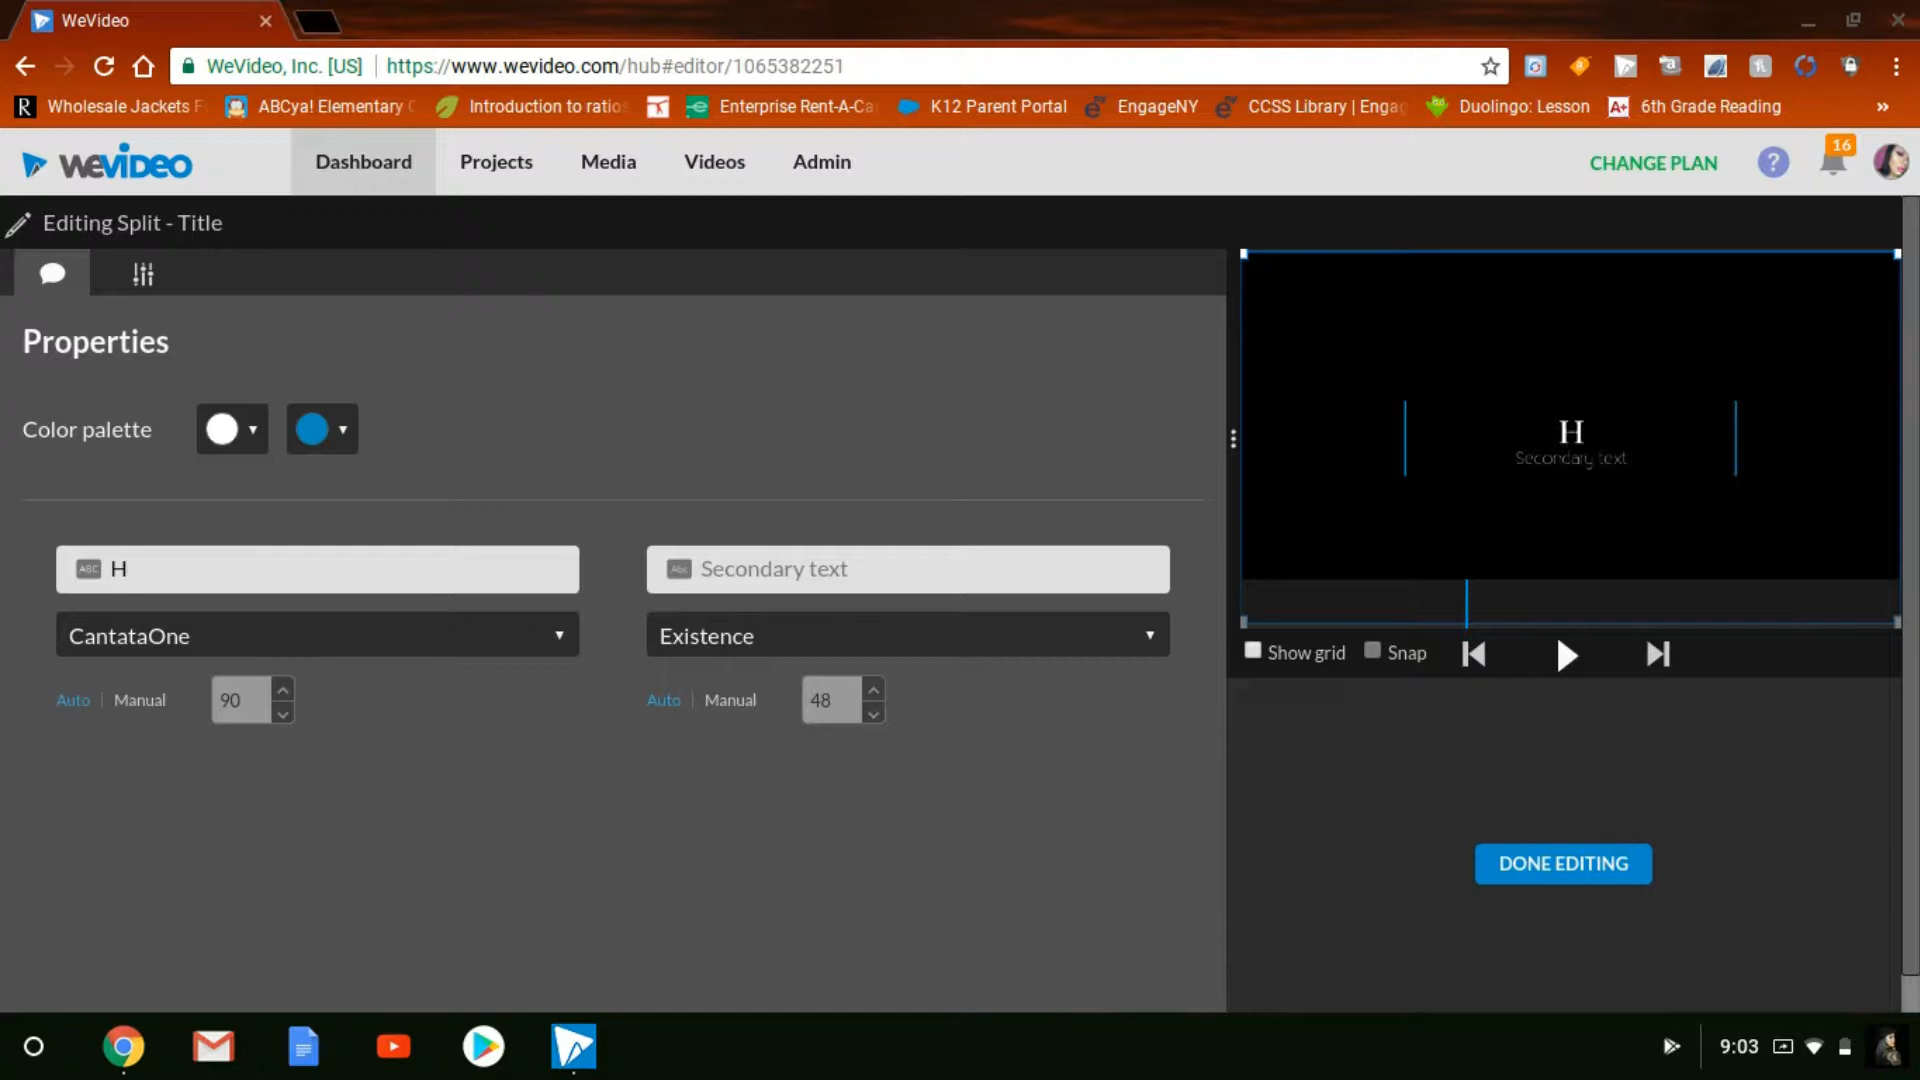 WeVideo
WeVideo, Inc. [US] https://www.wevideo.com/hub#editor/1065382251
R Wholesale Jackets F ABCya! Elementary Introduction to ratios Enterprise Rent-A-Ca K12 Parent Portal EngageNY CCSS Library | Engag Duolingo: Lesson A+ 6th Grade Reading »
WEVIDEO Dashboard Projects Media Videos Admin CHANGE PLAN ? 16
Editing Split - Title
Properties
Color palette
H
Secondary text
ABC H Abc Secondary text
CantataOne Existence
Show grid Snap
Auto | Manual 90 Auto | Manual 48
DONE EDITING
9:03